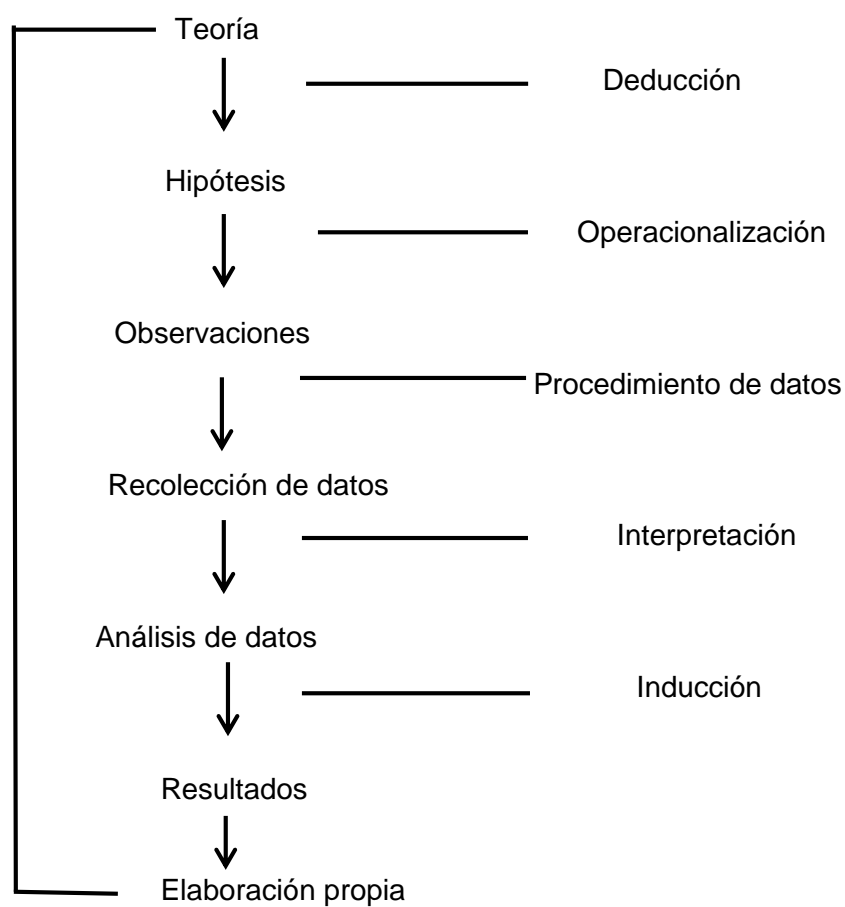 Teoría
Deducción
Hipótesis
Operacionalización
Observaciones
Procedimiento de datos
Recolección de datos
Interpretación
Análisis de datos
Inducción
Resultados
Elaboración propia